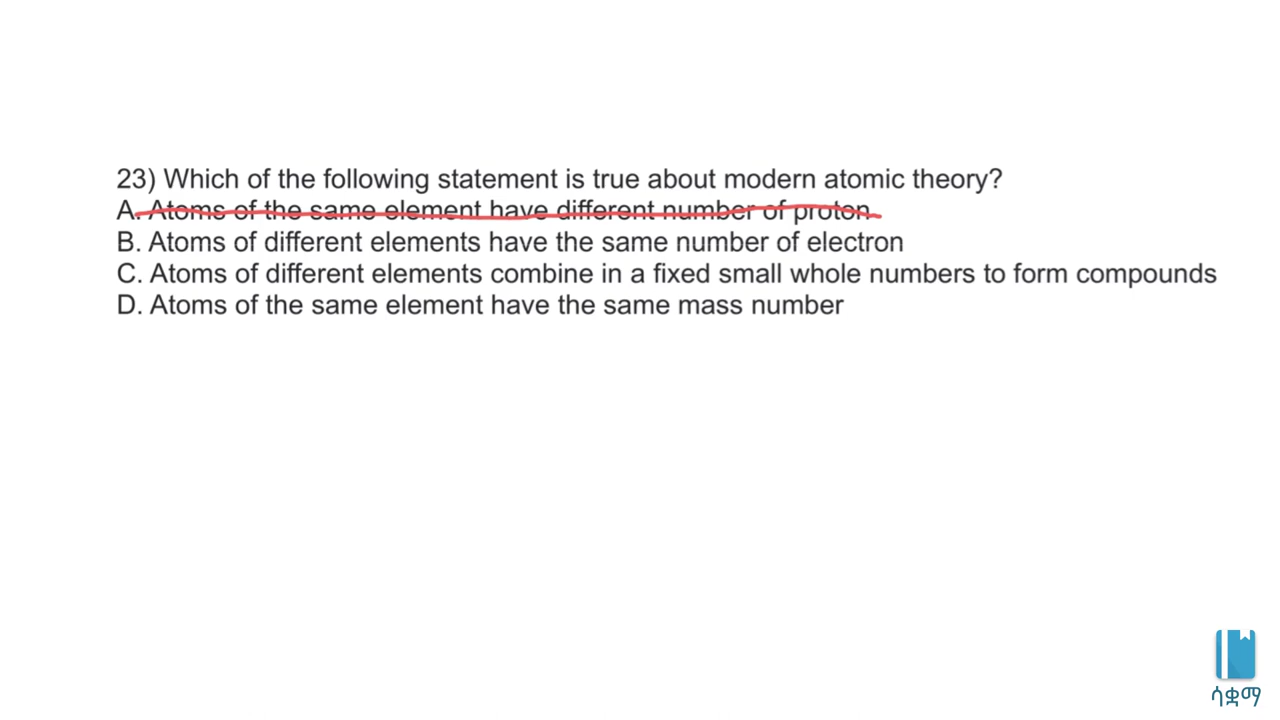 23) Which of the following statement is true about modern atomic theory?
A. Atoms of the same element have different number of proton
B. Atoms of different elements have the same number of electron
C. Atoms of different elements combine in a fixed small whole numbers to form compounds
D. Atoms of the same element have the same mass number
ሳቋማ